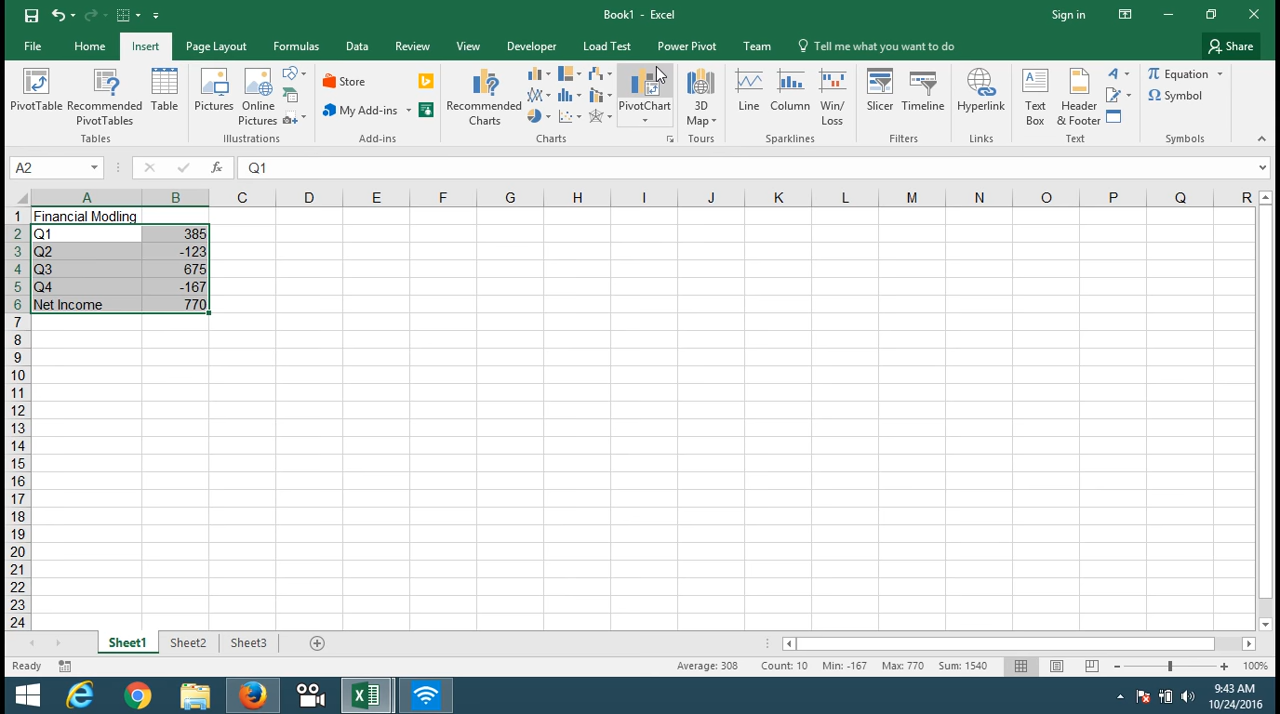 Book1 - Excel
Sign in
File Home Insert Page Layout Formulas Data Review View Developer Load Test Power Pivot Team Tell me what you want to do Share
PivotTable
Recommended
PivotTables
Table
Tables
Pictures
Online
Pictures
Illustrations
Store
My Add-ins
Add-ins
Recommended
Charts
PivotChart
Charts
3D
Map
Tours
Line
Column
Win/
Loss
Sparklines
Slicer
Timeline
Filters
Hyperlink
Links
Text
Box
Header
& Footer
Text
Equation
Symbol
Symbols
A2 fx Q1
A B C D E F G H I J K L M N O P Q R
1 Financial Modling
2 Q1 385
3 Q2 -123
4 Q3 675
5 Q4 -167
6 Net Income 770
7
8
9
10
11
12
13
14
15
16
17
18
19
20
21
22
23
24
Sheet1 Sheet2 Sheet3
Ready Average: 308 Count: 10 Min: -167 Max: 770 Sum: 1540 100%
9:43 AM
10/24/2016